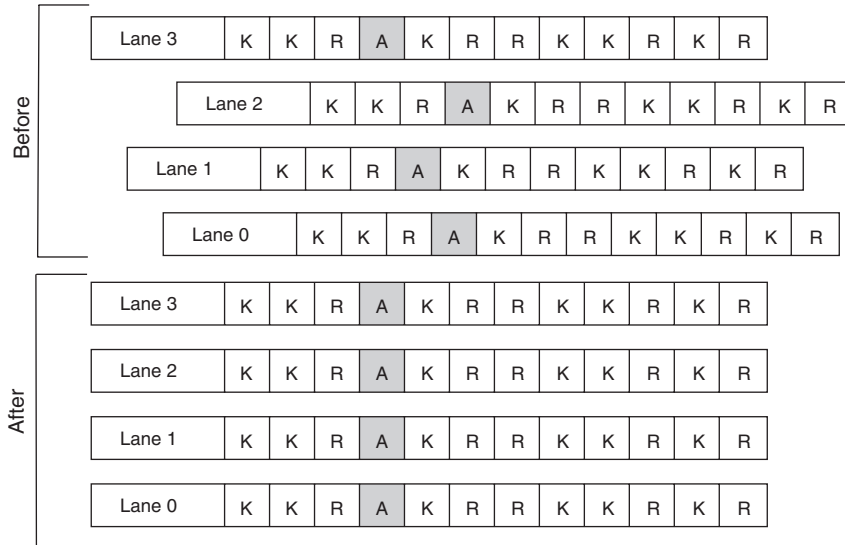 Before
Lane 3 K K R A K R R K K R K R
Lane 2 K K R A K R R K K R K R
Lane 1 K K R A K R R K K R K R
Lane 0 K K R A K R R K K R K R
After
Lane 3 K K R A K R R K K R K R
Lane 2 K K R A K R R K K R K R
Lane 1 K K R A K R R K K R K R
Lane 0 K K R A K R R K K R K R